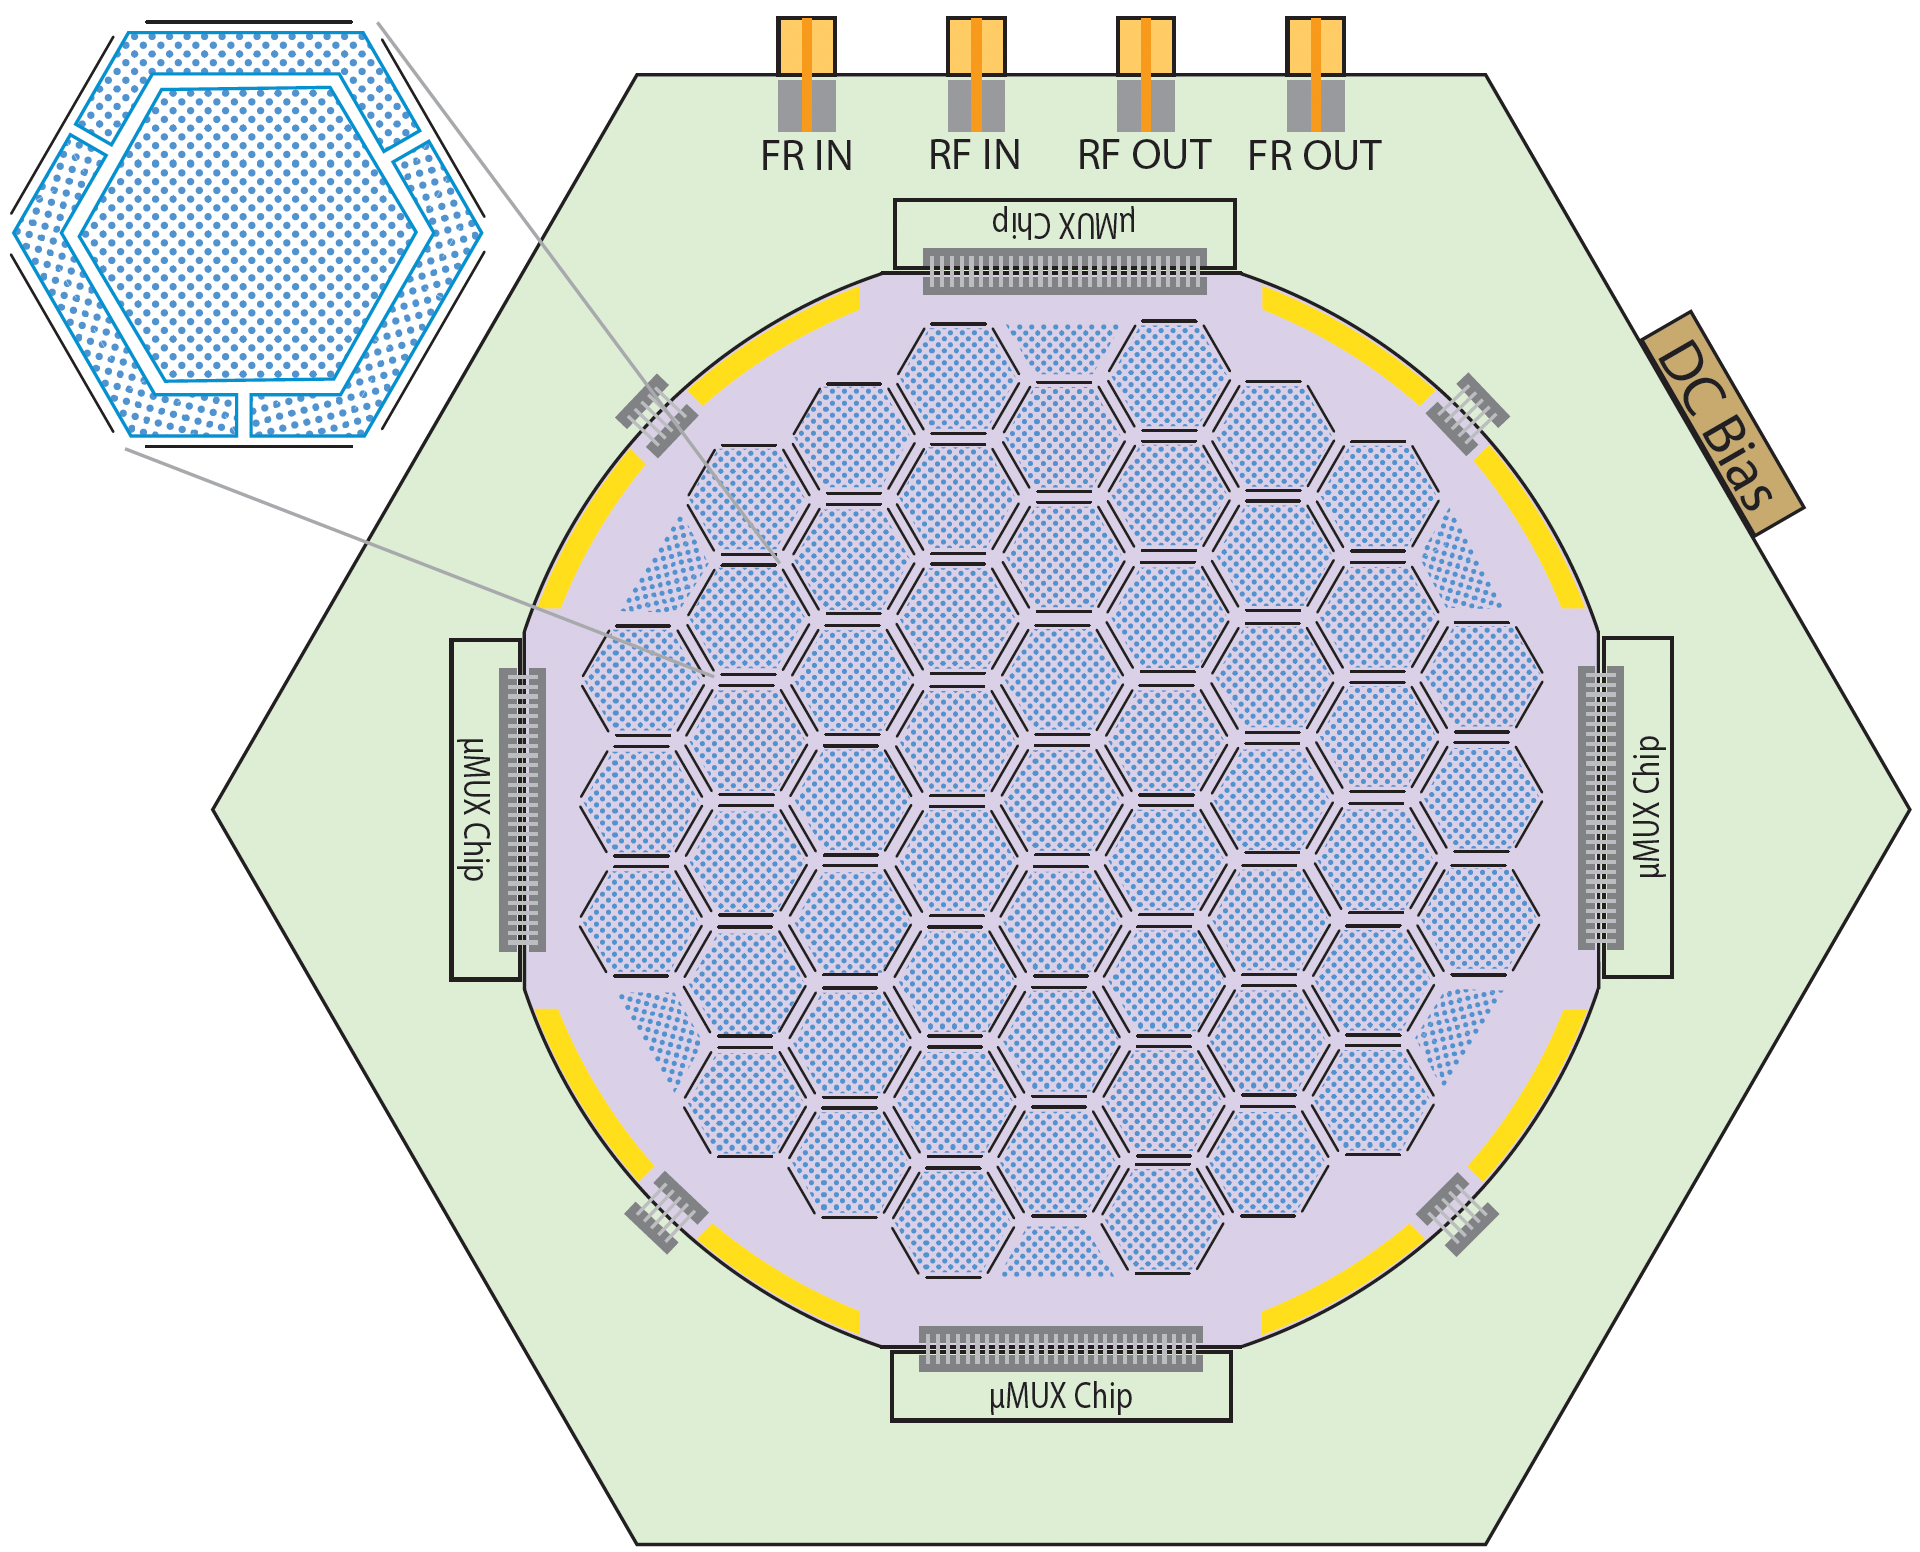 FR IN
RF IN
RF OUT
FR OUT
µMUX Chip
DC Bias
µMUX Chip
µMUX Chip
µMUX Chip